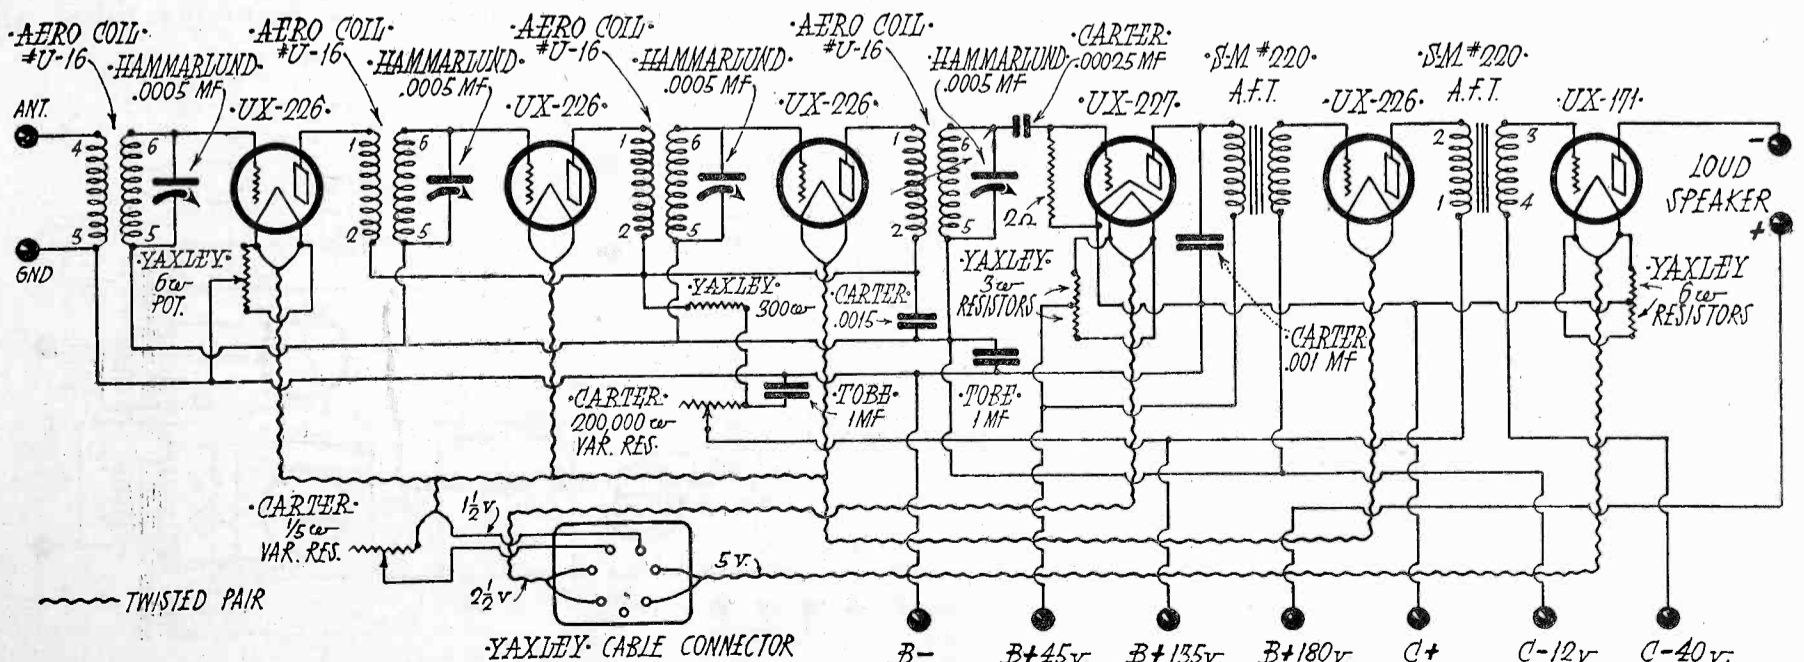 ·AERO COIL·
#U-16
·HAMMARLUND·
.0005 MF
·UX-226·
·AERO COIL·
#U-16
·HAMMARLUND·
.0005 MF
·UX-226·
·AERO COIL·
#U-16
·HAMMARLUND·
.0005 MF
·UX-226·
·AERO COIL·
#U-16
HAMMARLUND
.0005 MF
·CARTER·
.00025 MF
·UX-227·
·S-M #220·
A.F.T.
·UX-226·
·S-M #220·
A.F.T.
·UX-171·
ANT.
GND
4
3
6
5
1
2
6
5
1
2
6
5
1
2
6
5
2
1
3
4
-
LOUD
SPEAKER
+
·YAXLEY·
6ω
POT.
·YAXLEY·
300ω
CARTER·
.0015
2Ω
·YAXLEY·
3ω
RESISTORS
·CARTER
.001 MF
·YAXLEY
6ω
RESISTORS
·CARTER·
200,000 ω
VAR. RES.
·TOBE·
1 MF
·TOBE·
1 MF
·CARTER·
1/5 ω
VAR. RES.
1½ V
2½ V
5 V.
TWISTED PAIR
·YAXLEY· CABLE CONNECTOR
B-
B+45v
B+135v
B+180v
C+
C-12v
C-40v.